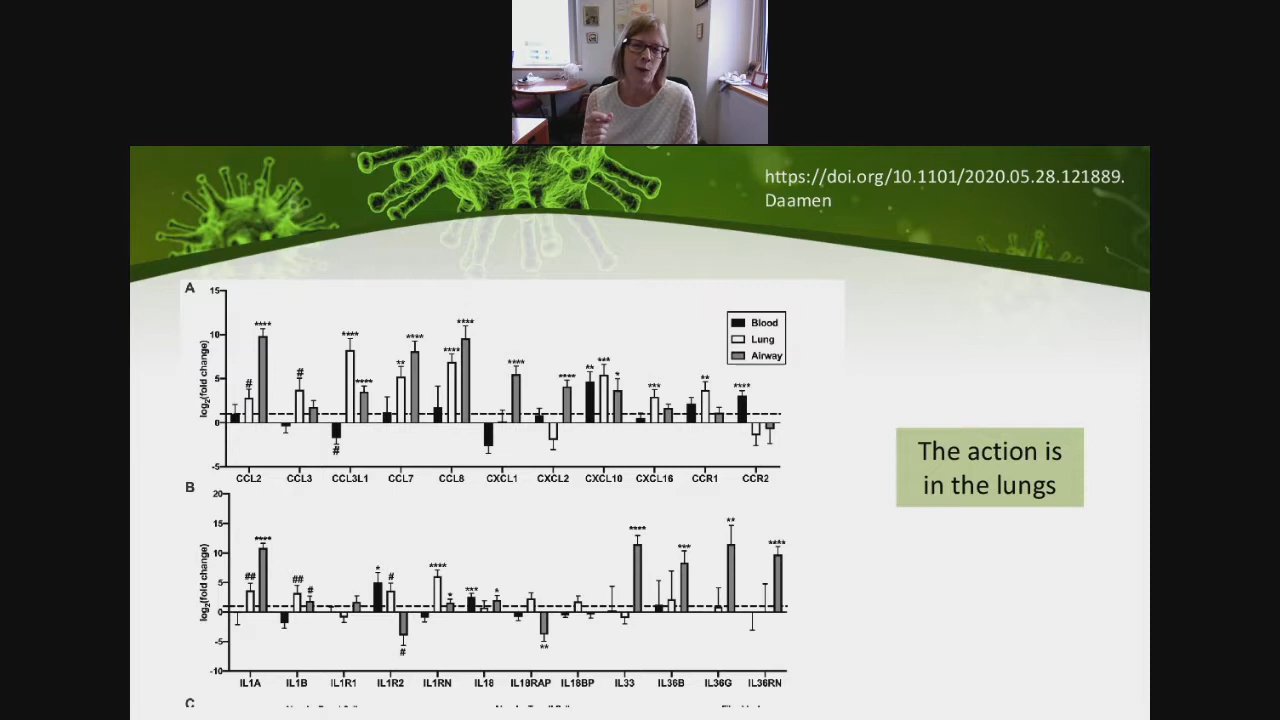 https://doi.org/10.1101/2020.05.28.121889.
Daamen
A
15
10
5
0
-5
log2(fold change)
**** # # **** **** ** **** **** **** **** **** ** *** * *** ** ****
#
Blood
Lung
Airway
CCL2 CCL3 CCL3L1 CCL7 CCL8 CXCL1 CXCL2 CXCL10 CXCL16 CCR1 CCR2
The action is
in the lungs
B
20
15
10
5
0
-5
-10
log2(fold change)
## **** ## # * # **** * *** * **** *** ** ****
# **
IL1A IL1B IL1R1 IL1R2 IL1RN IL18 IL18RAP IL18BP IL33 IL36B IL36G IL36RN
C